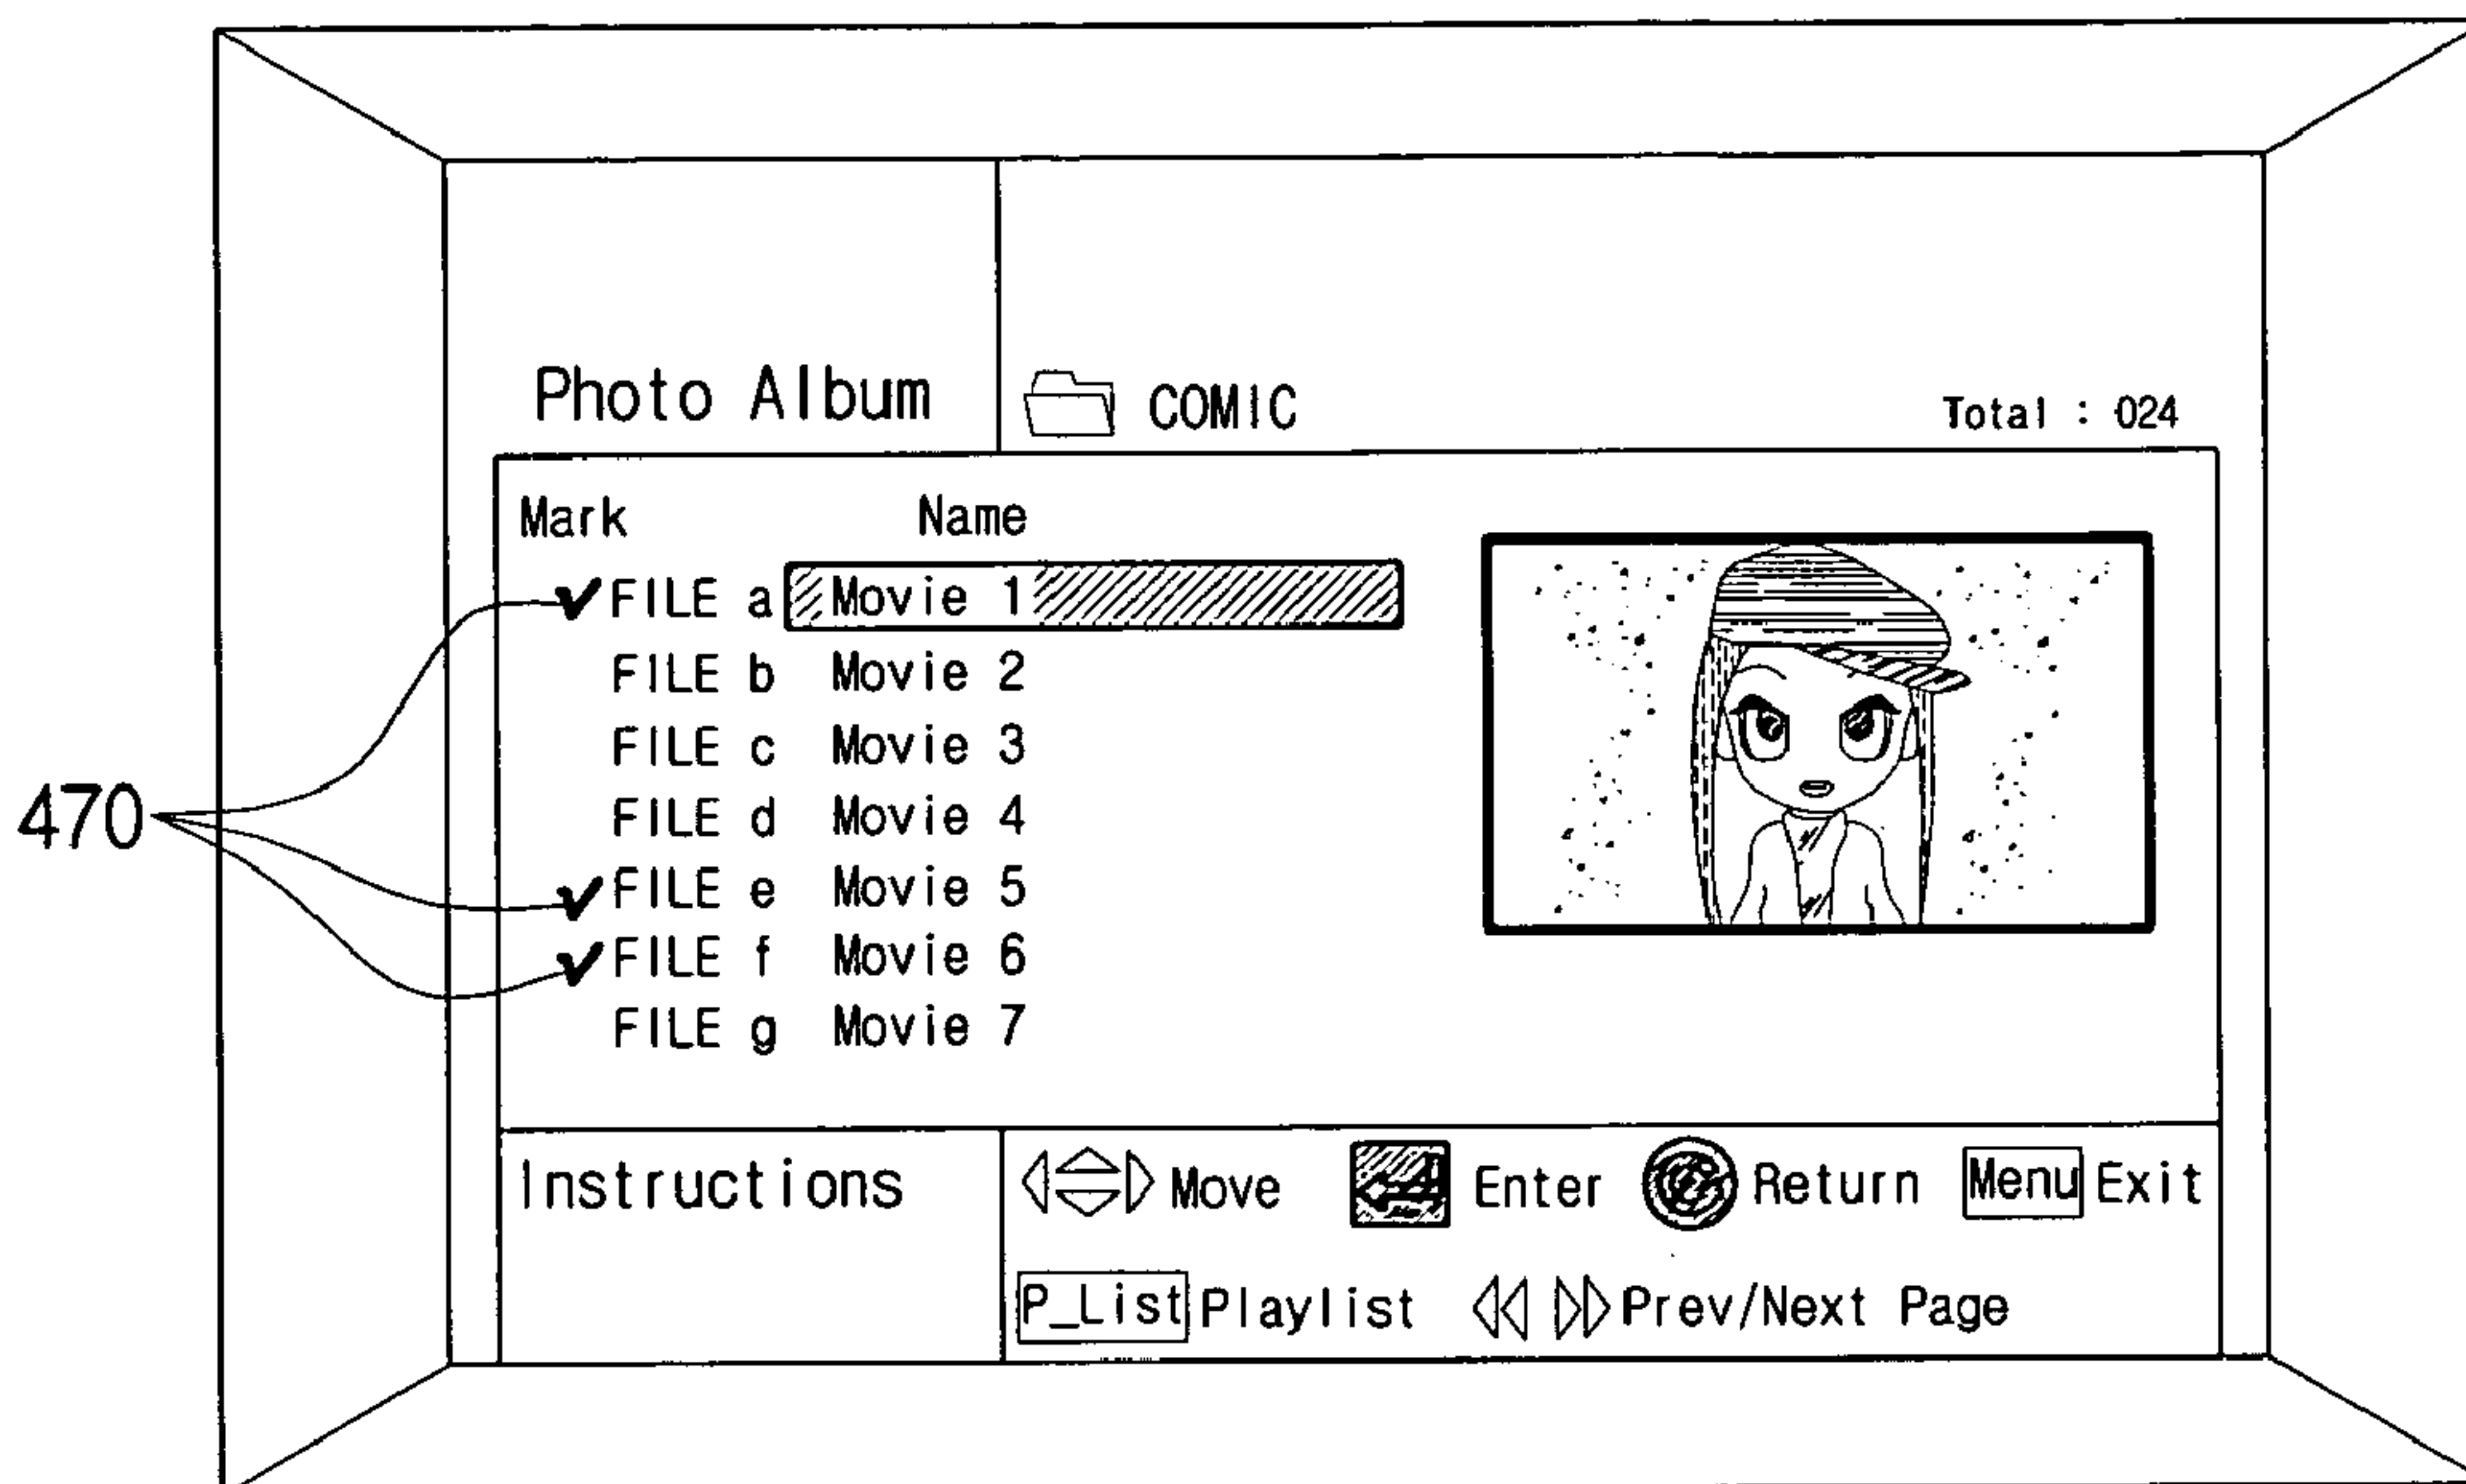 Photo Album
COMIC
Total : 024
Mark Name
FILE a Movie 1
FILE b Movie 2
FILE c Movie 3
FILE d Movie 4
470
FILE e Movie 5
FILE f Movie 6
FILE g Movie 7
Instructions
Move Enter Return Menu Exit
P_List Playlist Prev/Next Page